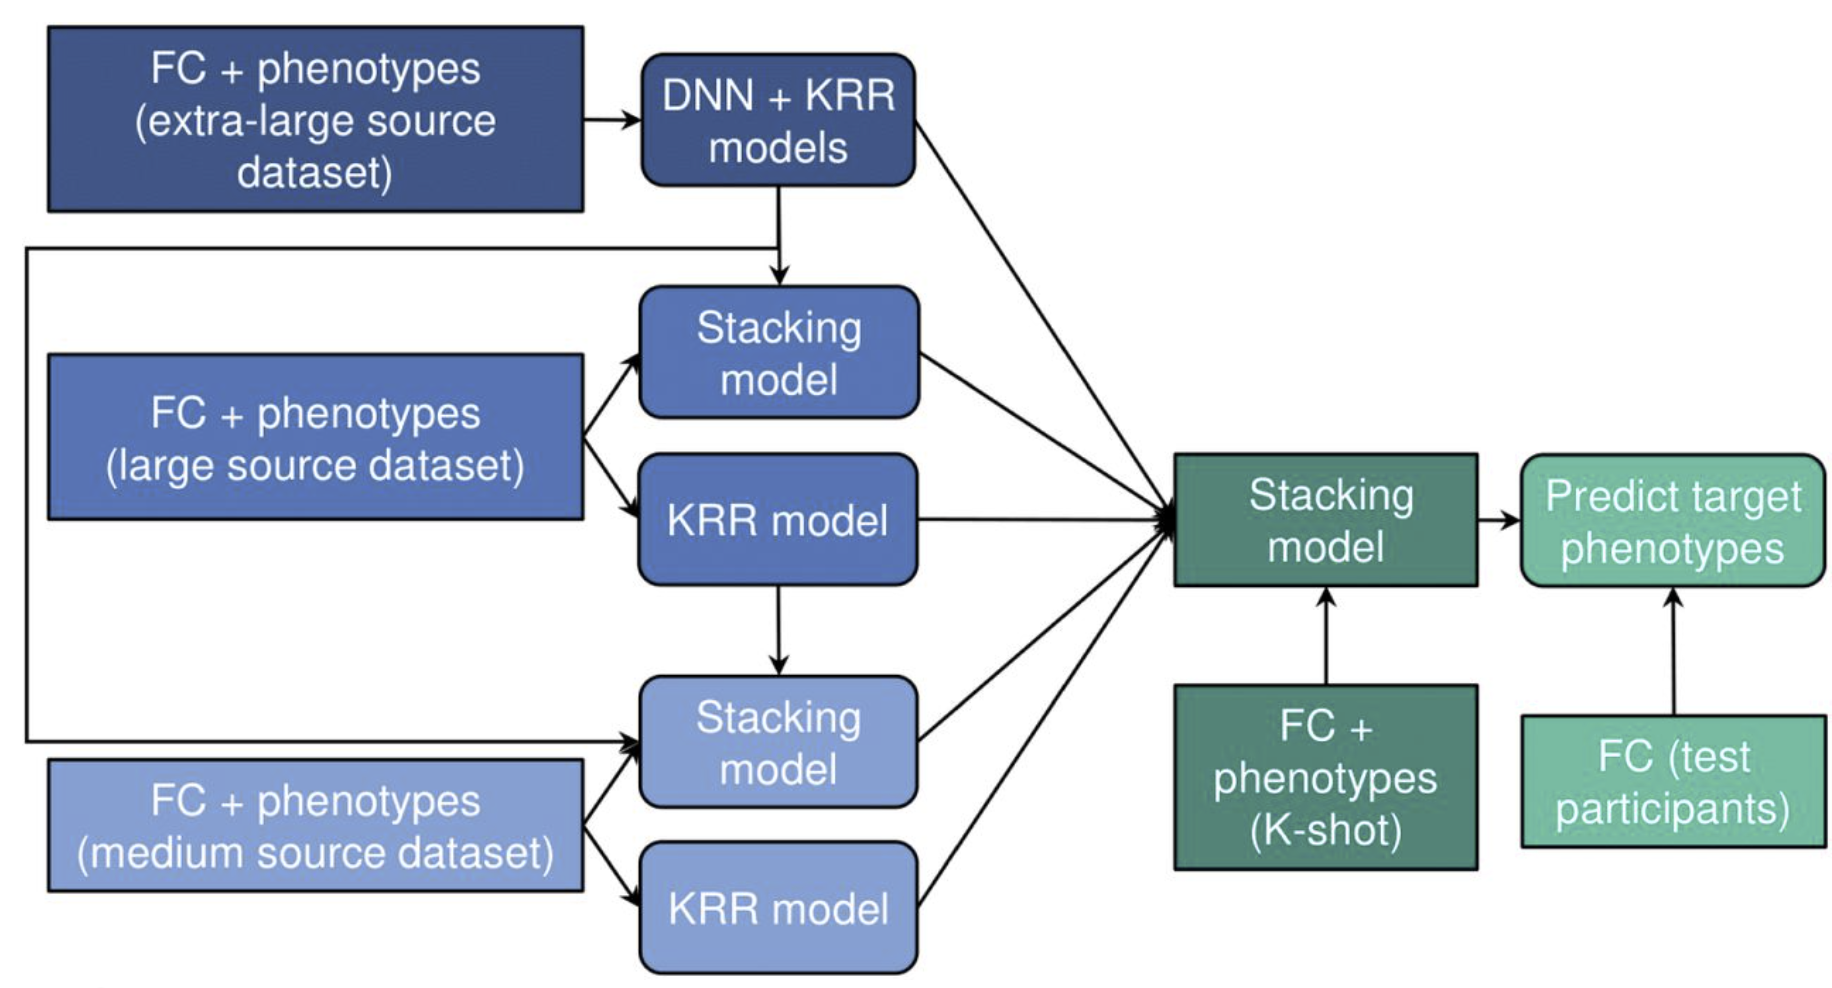 FC + phenotypes
(extra-large source
dataset)
DNN + KRR
models
Stacking
model
FC + phenotypes
(large source dataset)
KRR model
Stacking
model
Predict target
phenotypes
Stacking
model
FC +
phenotypes
(K-shot)
FC (test
participants)
FC + phenotypes
(medium source dataset)
KRR model